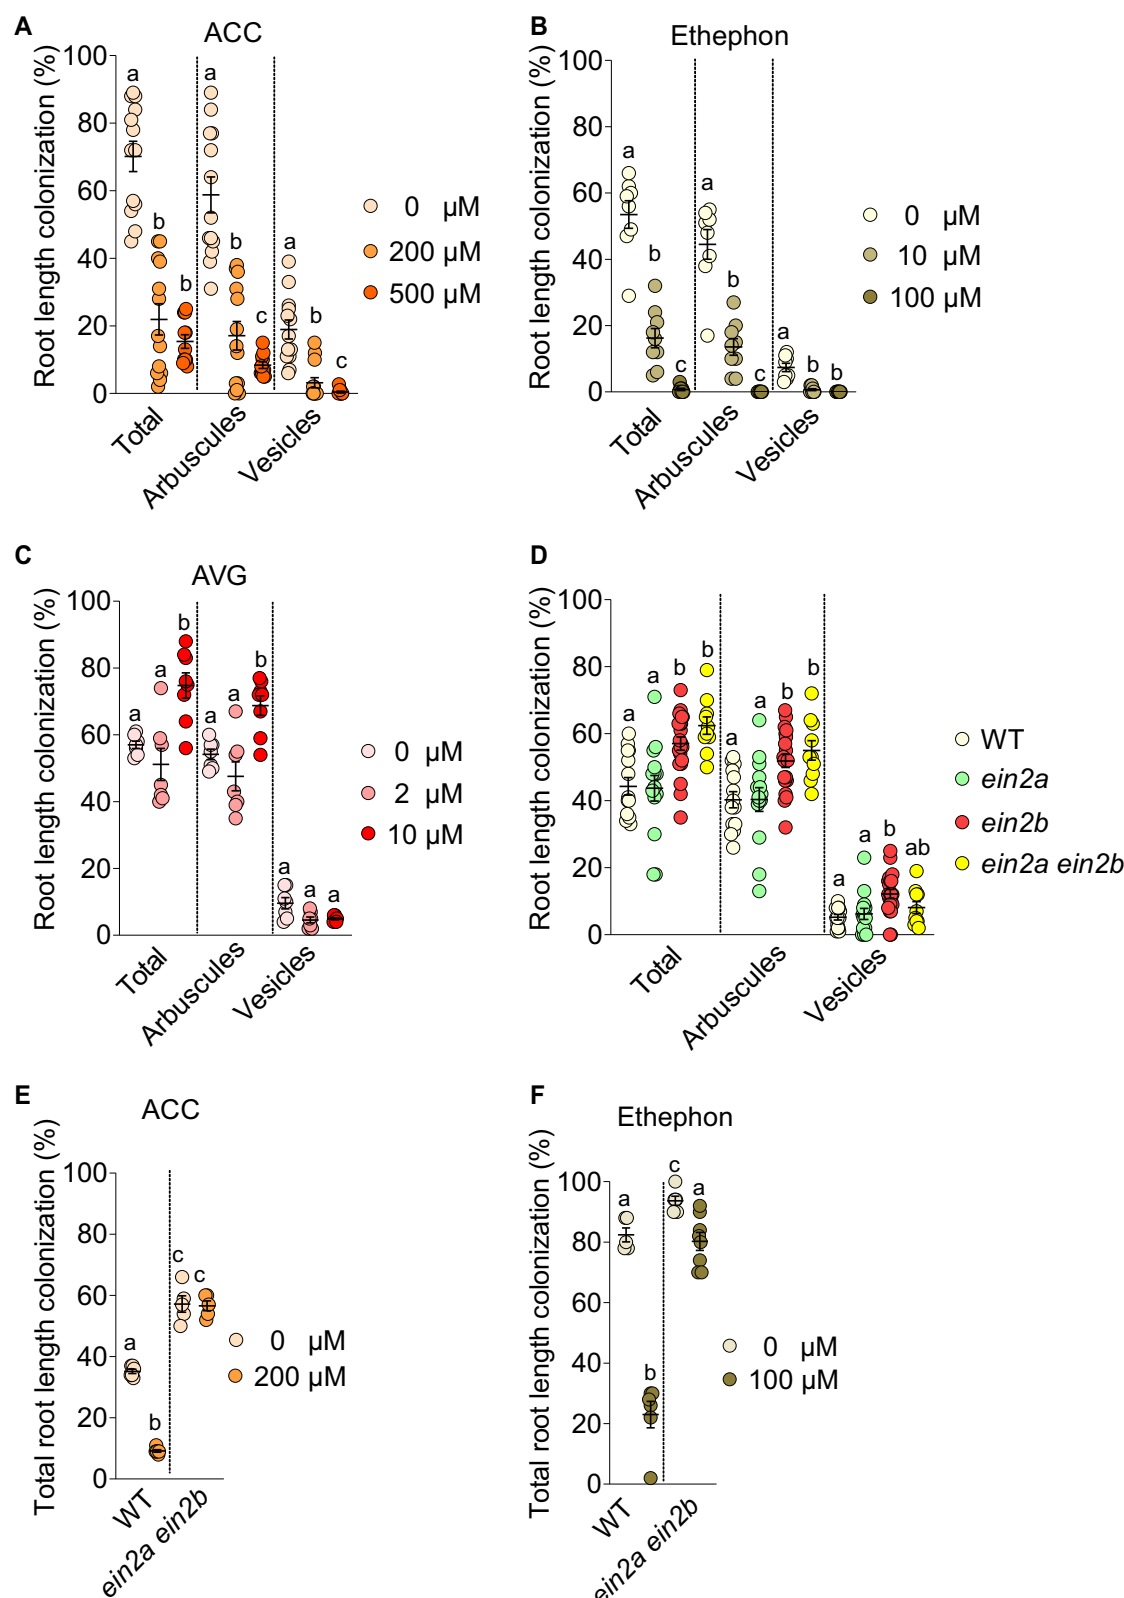 A
ACC
Root length colonization (%)
100
80
60
40
20
0
a
b
b
a
b
c
a
b
c
Total
Arbuscules
Vesicles
0 µM
200 µM
500 µM
B
Ethephon
Root length colonization (%)
100
80
60
40
20
0
a
b
c
a
b
c
a
b
b
Total
Arbuscules
Vesicles
0 µM
10 µM
100 µM
C
AVG
Root length colonization (%)
100
80
60
40
20
0
a
a
b
a
a
b
a
a
a
Total
Arbuscules
Vesicles
0 µM
2 µM
10 µM
D
Root length colonization (%)
100
80
60
40
20
0
a
a
b
b
a
a
b
b
a
a
b
ab
Total
Arbuscules
Vesicles
WT
ein2a
ein2b
ein2a ein2b
E
ACC
Total root length colonization (%)
100
80
60
40
20
0
a
b
c
c
WT
ein2a ein2b
0 µM
200 µM
F
Ethephon
Total root length colonization (%)
100
80
60
40
20
0
a
b
c
a
WT
ein2a ein2b
0 µM
100 µM